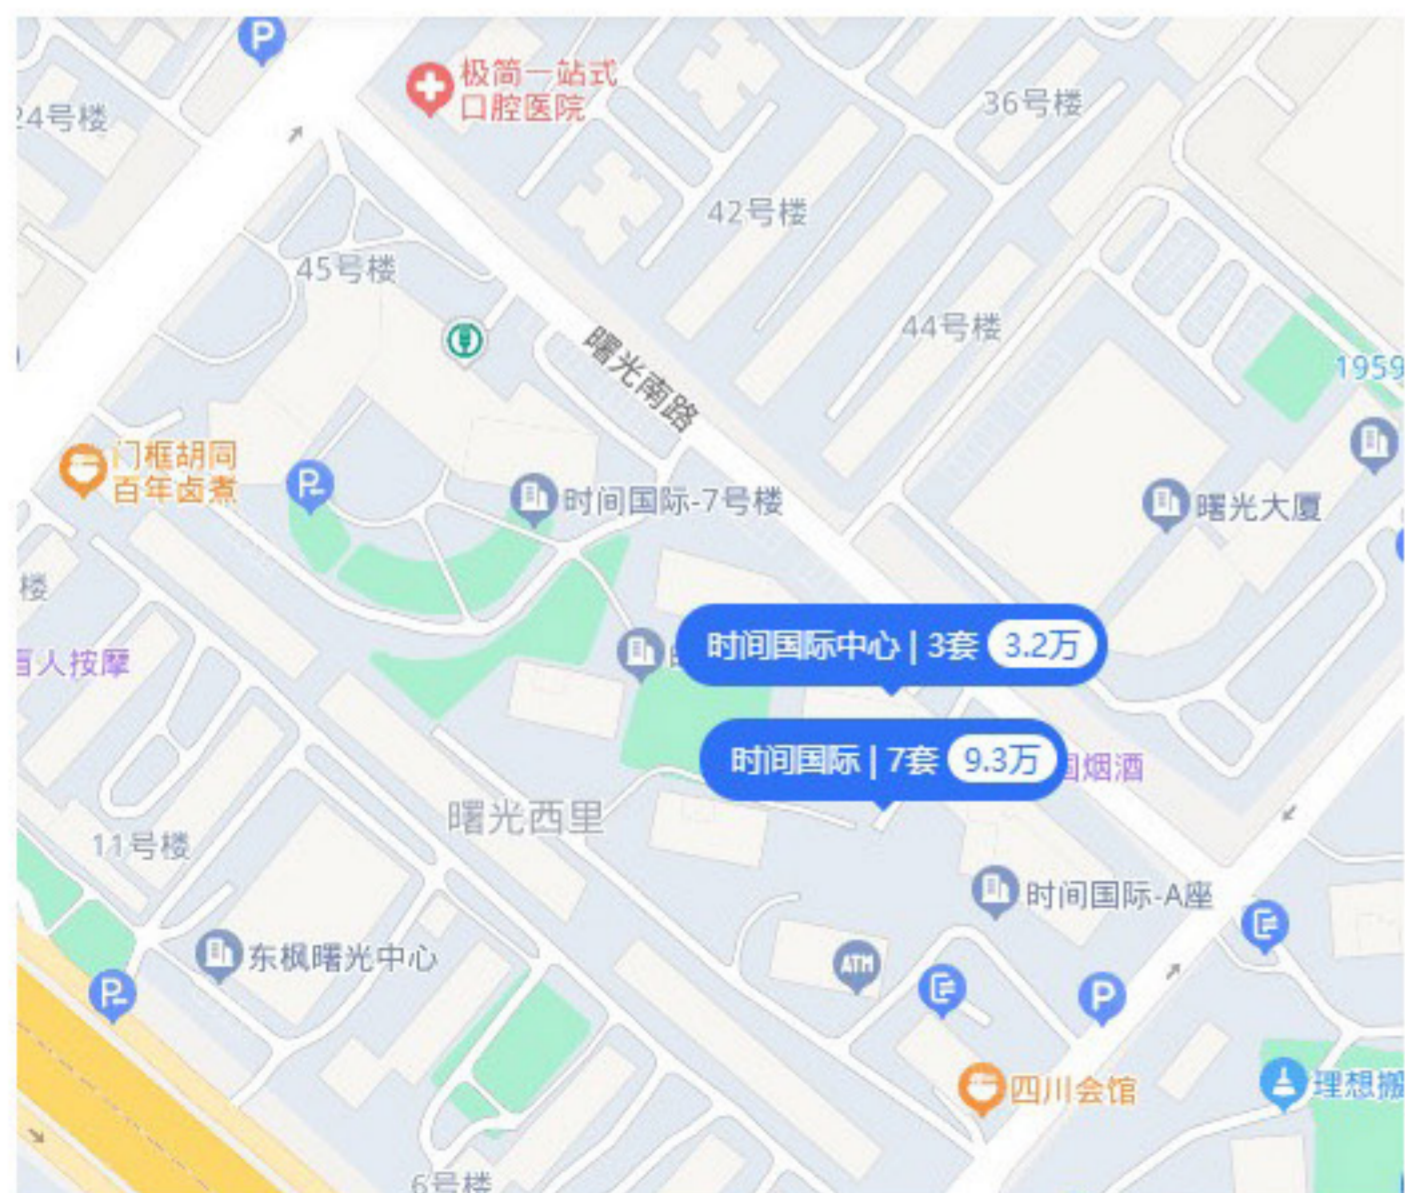 P
极简一站式
口腔医院
24号楼
36号楼
42号楼
45号楼
44号楼
曙光南路
1959
门框胡同
百年卤煮
P
时间国际-7号楼
曙光大厦
楼
盲人按摩
时间国际中心 | 3套 3.2万
时间国际 | 7套 9.3万
烟酒
曙光西里
11号楼
时间国际-A座
东枫曙光中心
ATM
P
P
四川会馆
理想搬
6号楼